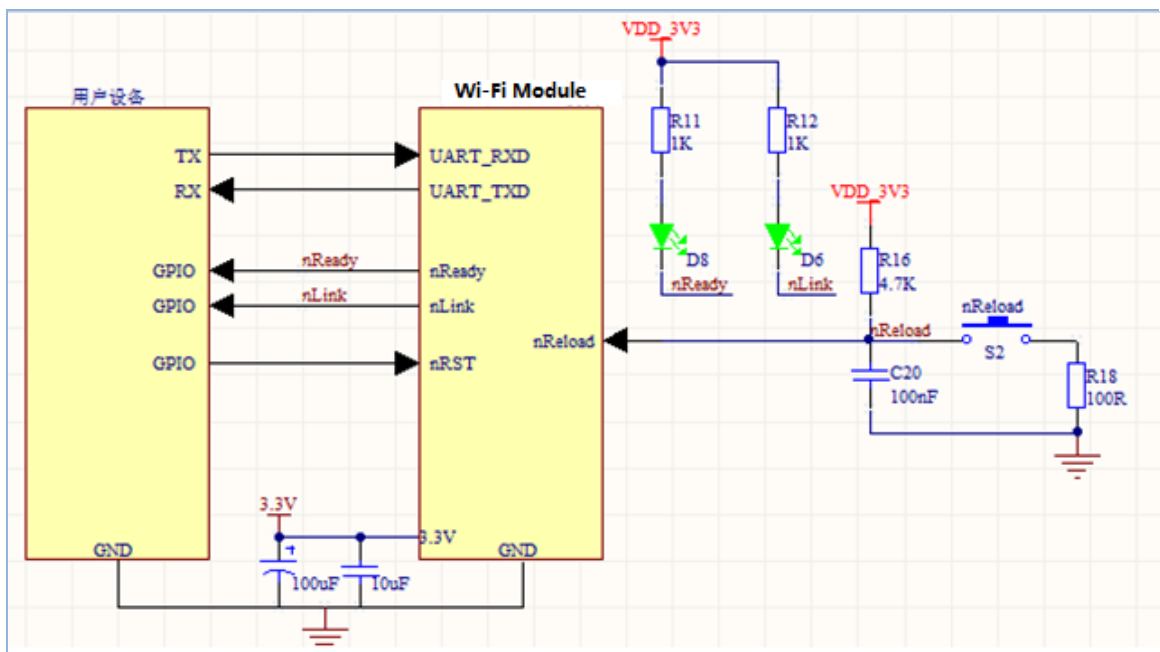 VDD_3V3
用户设备
Wi-Fi Module
R11
1K
R12
1K
TX
UART_RXD
RX
UART_TXD
VDD_3V3
D8
D6
R16
4.7K
GPIO
nReady
nReady
nReady
nLink
GPIO
nLink
nLink
nReload
nReload
nReload
S2
GPIO
nRST
C20
100nF
R18
100R
3.3V
3.3V
GND
GND
+
100uF
10uF